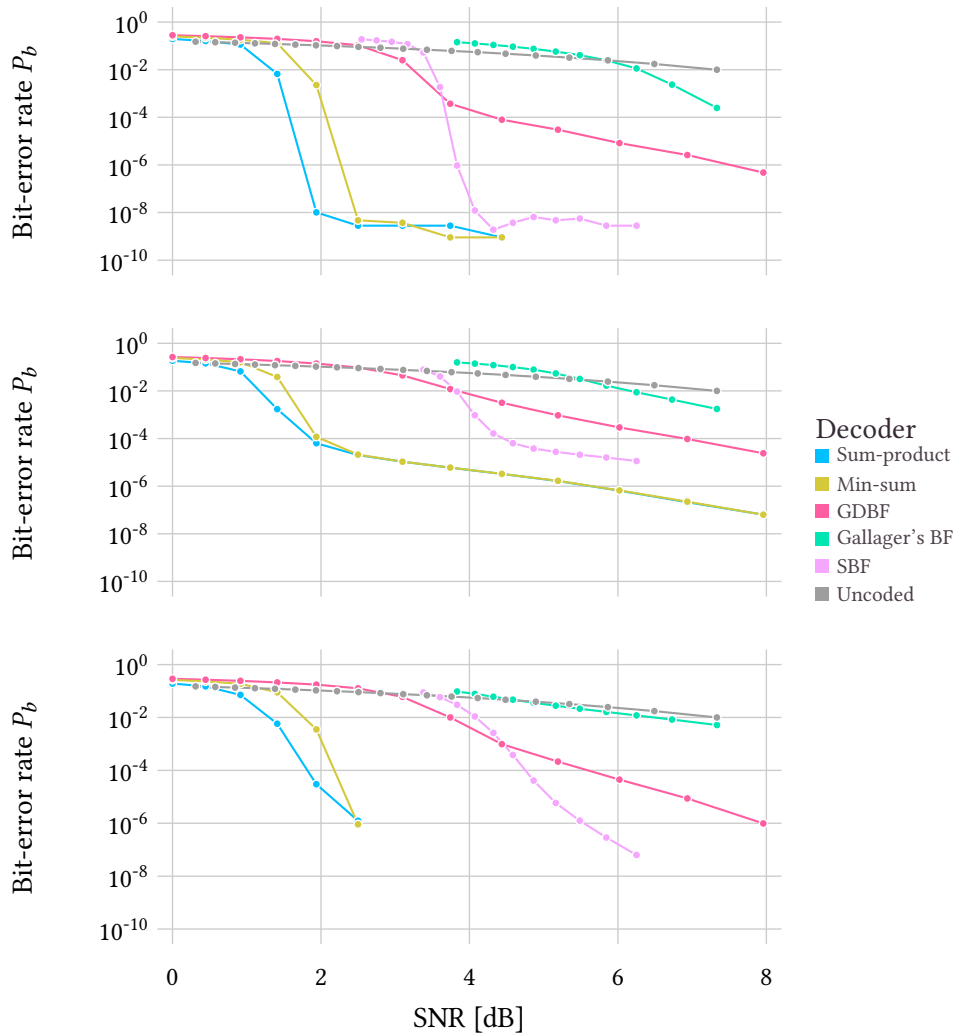 Bit-error rate P_b
10^0
10^-2
10^-4
10^-6
10^-8
10^-10
Bit-error rate P_b
10^0
10^-2
10^-4
10^-6
10^-8
10^-10
Decoder
Sum-product
Min-sum
GDBF
Gallager’s BF
SBF
Uncoded
Bit-error rate P_b
10^0
10^-2
10^-4
10^-6
10^-8
10^-10
0 2 4 6 8
SNR [dB]